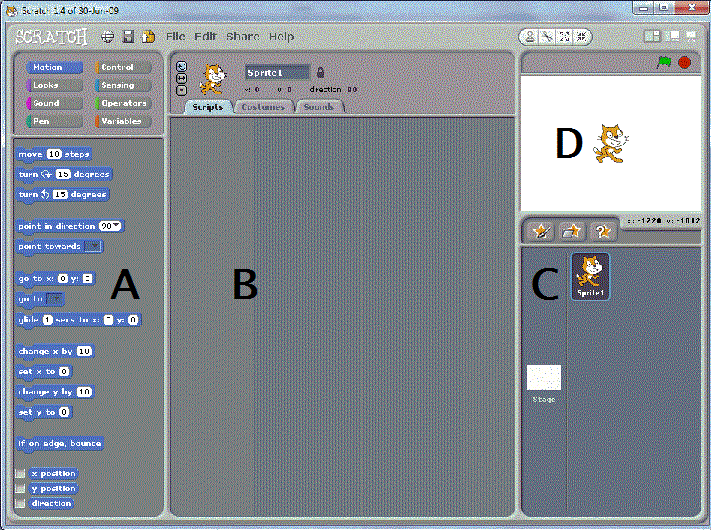 Scratch 1.4 of 30-Jun-09
SCRATCH File Edit Share Help
Motion Control
Looks Sensing
Sound Operators
Pen Variables
Sprite1
x: 0 y: 0 direction: 90
Scripts Costumes Sounds
move 10 steps
turn 15 degrees
turn 15 degrees
point in direction 90
point towards
go to x: 0 y: 0
go to
glide 1 secs to x: 0 y: 0
change x by 10
set x to 0
change y by 10
set y to 0
if on edge, bounce
x position
y position
direction
A
B
D
C
Sprite1
Stage